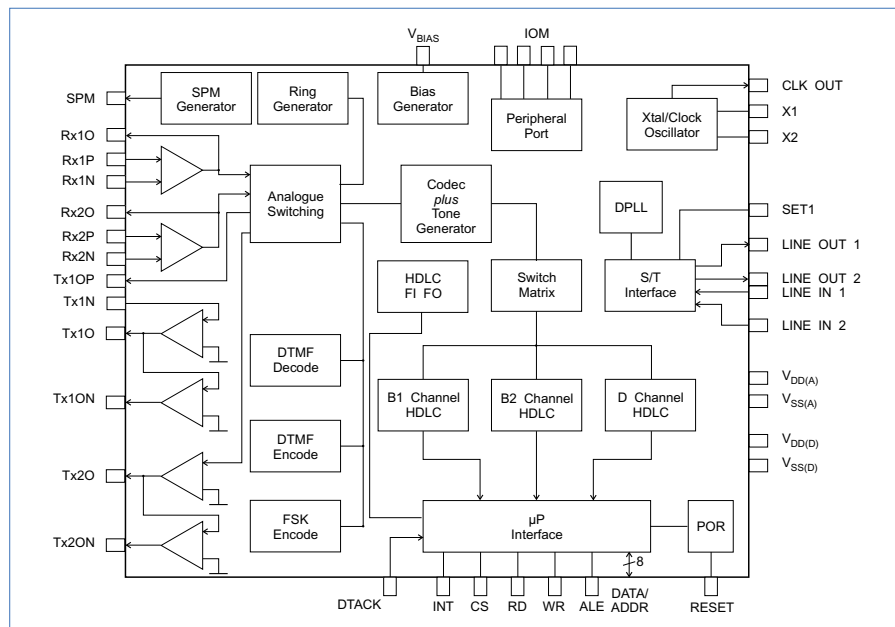 V BIAS
IOM
SPM
Rx1O
Rx1P
Rx1N
Rx2O
Rx2P
Rx2N
Tx1OP
Tx1N
Tx1O
Tx1ON
Tx2O
Tx2ON
SPM
Generator
Ring
Generator
Bias
Generator
Peripheral
Port
Xtal/Clock
Oscillator
CLK OUT
X1
X2
Analogue
Switching
Codec
plus
Tone
Generator
DPLL
SET1
S/T
Interface
LINE OUT 1
LINE OUT 2
LINE IN 1
LINE IN 2
HDLC
FI FO
Switch
Matrix
DTMF
Decode
B1 Channel
HDLC
B2 Channel
HDLC
D Channel
HDLC
VDD(A)
VSS(A)
VDD(D)
VSS(D)
DTMF
Encode
FSK
Encode
µP
Interface
POR
8
DTACK
INT
CS
RD
WR
ALE
DATA/
ADDR
RESET